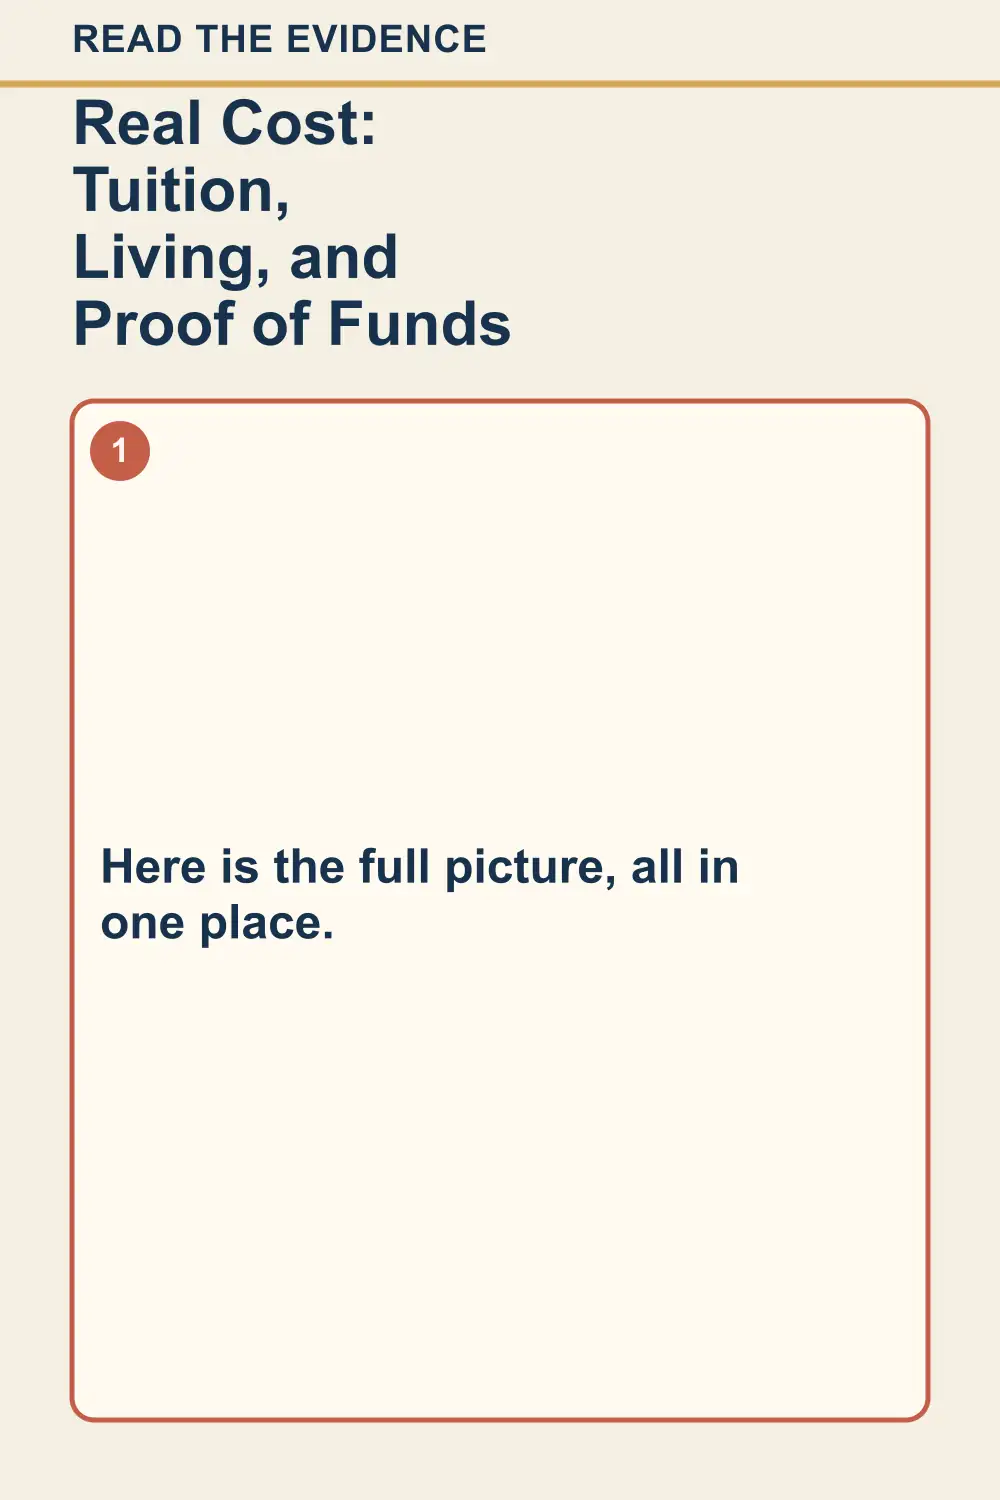 READ THE EVIDENCE
Real Cost:
Tuition,
Living, and
Proof of Funds
1
Here is the full picture, all in
one place.